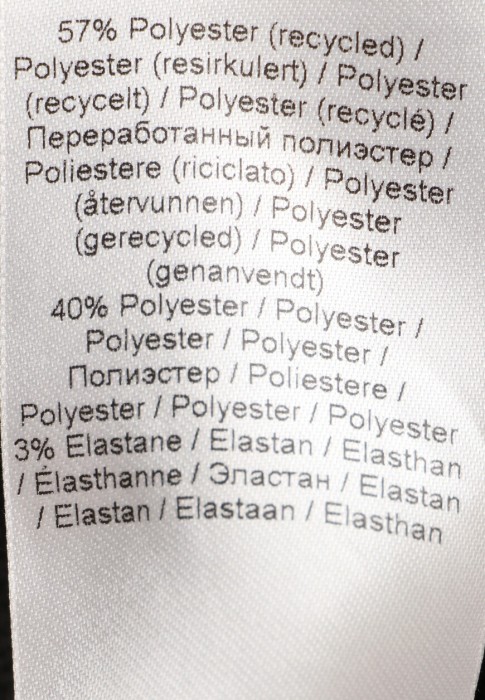 57% Polyester (recycled) /
Polyester (resirkulert) / Polyester
(recycelt) / Polyester (recyclé) /
Переработанный полиэстер /
Poliestere (riciclato) / Polyester
(återvunnen) / Polyester
(gerecycled) / Polyester
(genanvendt)
40% Polyester / Polyester /
Polyester / Polyester /
Полиэстер / Poliestere /
Polyester / Polyester / Polyester
3% Elastane / Elastan / Elasthan
/ Élasthanne / Эластан / Elastan
/ Elastan / Elastaan / Elasthan